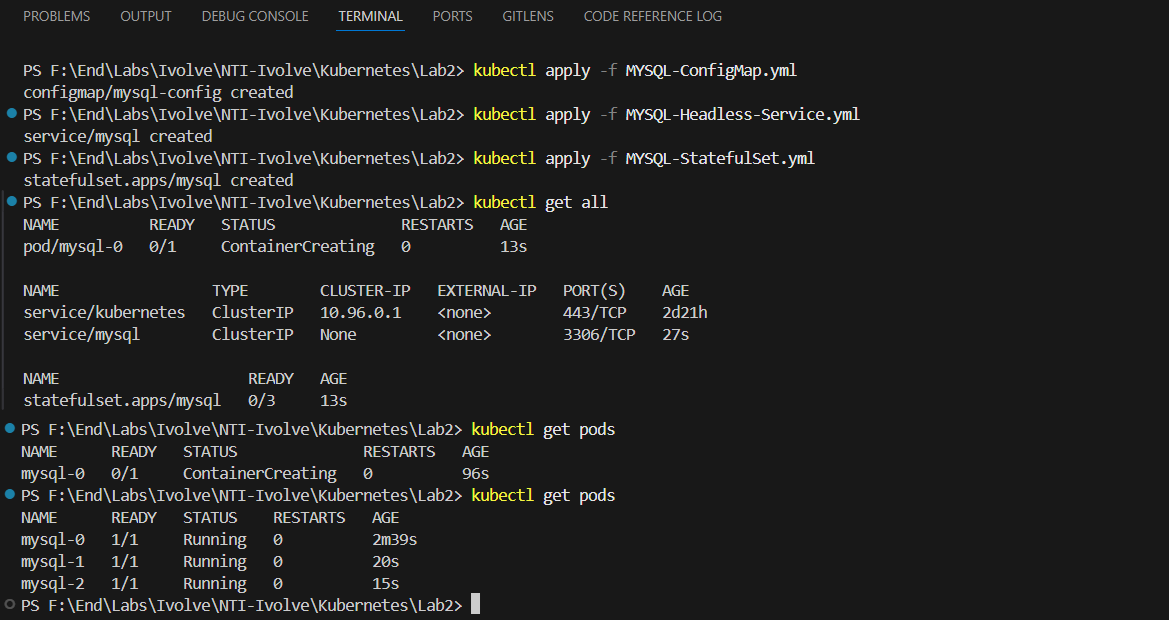 PROBLEMS OUTPUT DEBUG CONSOLE TERMINAL PORTS GITLENS CODE REFERENCE LOG
PS F:\End\Labs\Ivolve\NTI-Ivolve\Kubernetes\Lab2> kubectl apply -f MYSQL-ConfigMap.yml
configmap/mysql-config created
PS F:\End\Labs\Ivolve\NTI-Ivolve\Kubernetes\Lab2> kubectl apply -f MYSQL-Headless-Service.yml
service/mysql created
PS F:\End\Labs\Ivolve\NTI-Ivolve\Kubernetes\Lab2> kubectl apply -f MYSQL-StatefulSet.yml
statefulset.apps/mysql created
PS F:\End\Labs\Ivolve\NTI-Ivolve\Kubernetes\Lab2> kubectl get all
NAME READY STATUS RESTARTS AGE
pod/mysql-0 0/1 ContainerCreating 0 13s
NAME TYPE CLUSTER-IP EXTERNAL-IP PORT(S) AGE
service/kubernetes ClusterIP 10.96.0.1 <none> 443/TCP 2d21h
service/mysql ClusterIP None <none> 3306/TCP 27s
NAME READY AGE
statefulset.apps/mysql 0/3 13s
PS F:\End\Labs\Ivolve\NTI-Ivolve\Kubernetes\Lab2> kubectl get pods
NAME READY STATUS RESTARTS AGE
mysql-0 0/1 ContainerCreating 0 96s
PS F:\End\Labs\Ivolve\NTI-Ivolve\Kubernetes\Lab2> kubectl get pods
NAME READY STATUS RESTARTS AGE
mysql-0 1/1 Running 0 2m39s
mysql-1 1/1 Running 0 20s
mysql-2 1/1 Running 0 15s
PS F:\End\Labs\Ivolve\NTI-Ivolve\Kubernetes\Lab2>